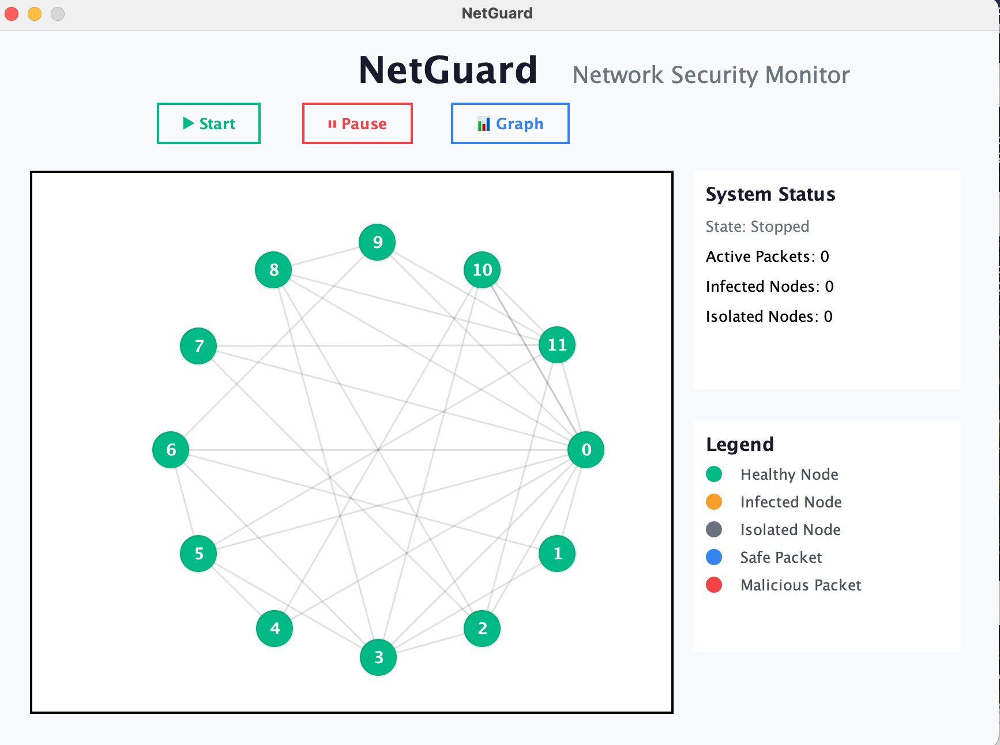 NetGuard
NetGuard Network Security Monitor
Start
Pause
Graph
9
8
10
7
11
6
0
5
1
4
2
3
System Status
State: Stopped
Active Packets: 0
Infected Nodes: 0
Isolated Nodes: 0
Legend
Healthy Node
Infected Node
Isolated Node
Safe Packet
Malicious Packet